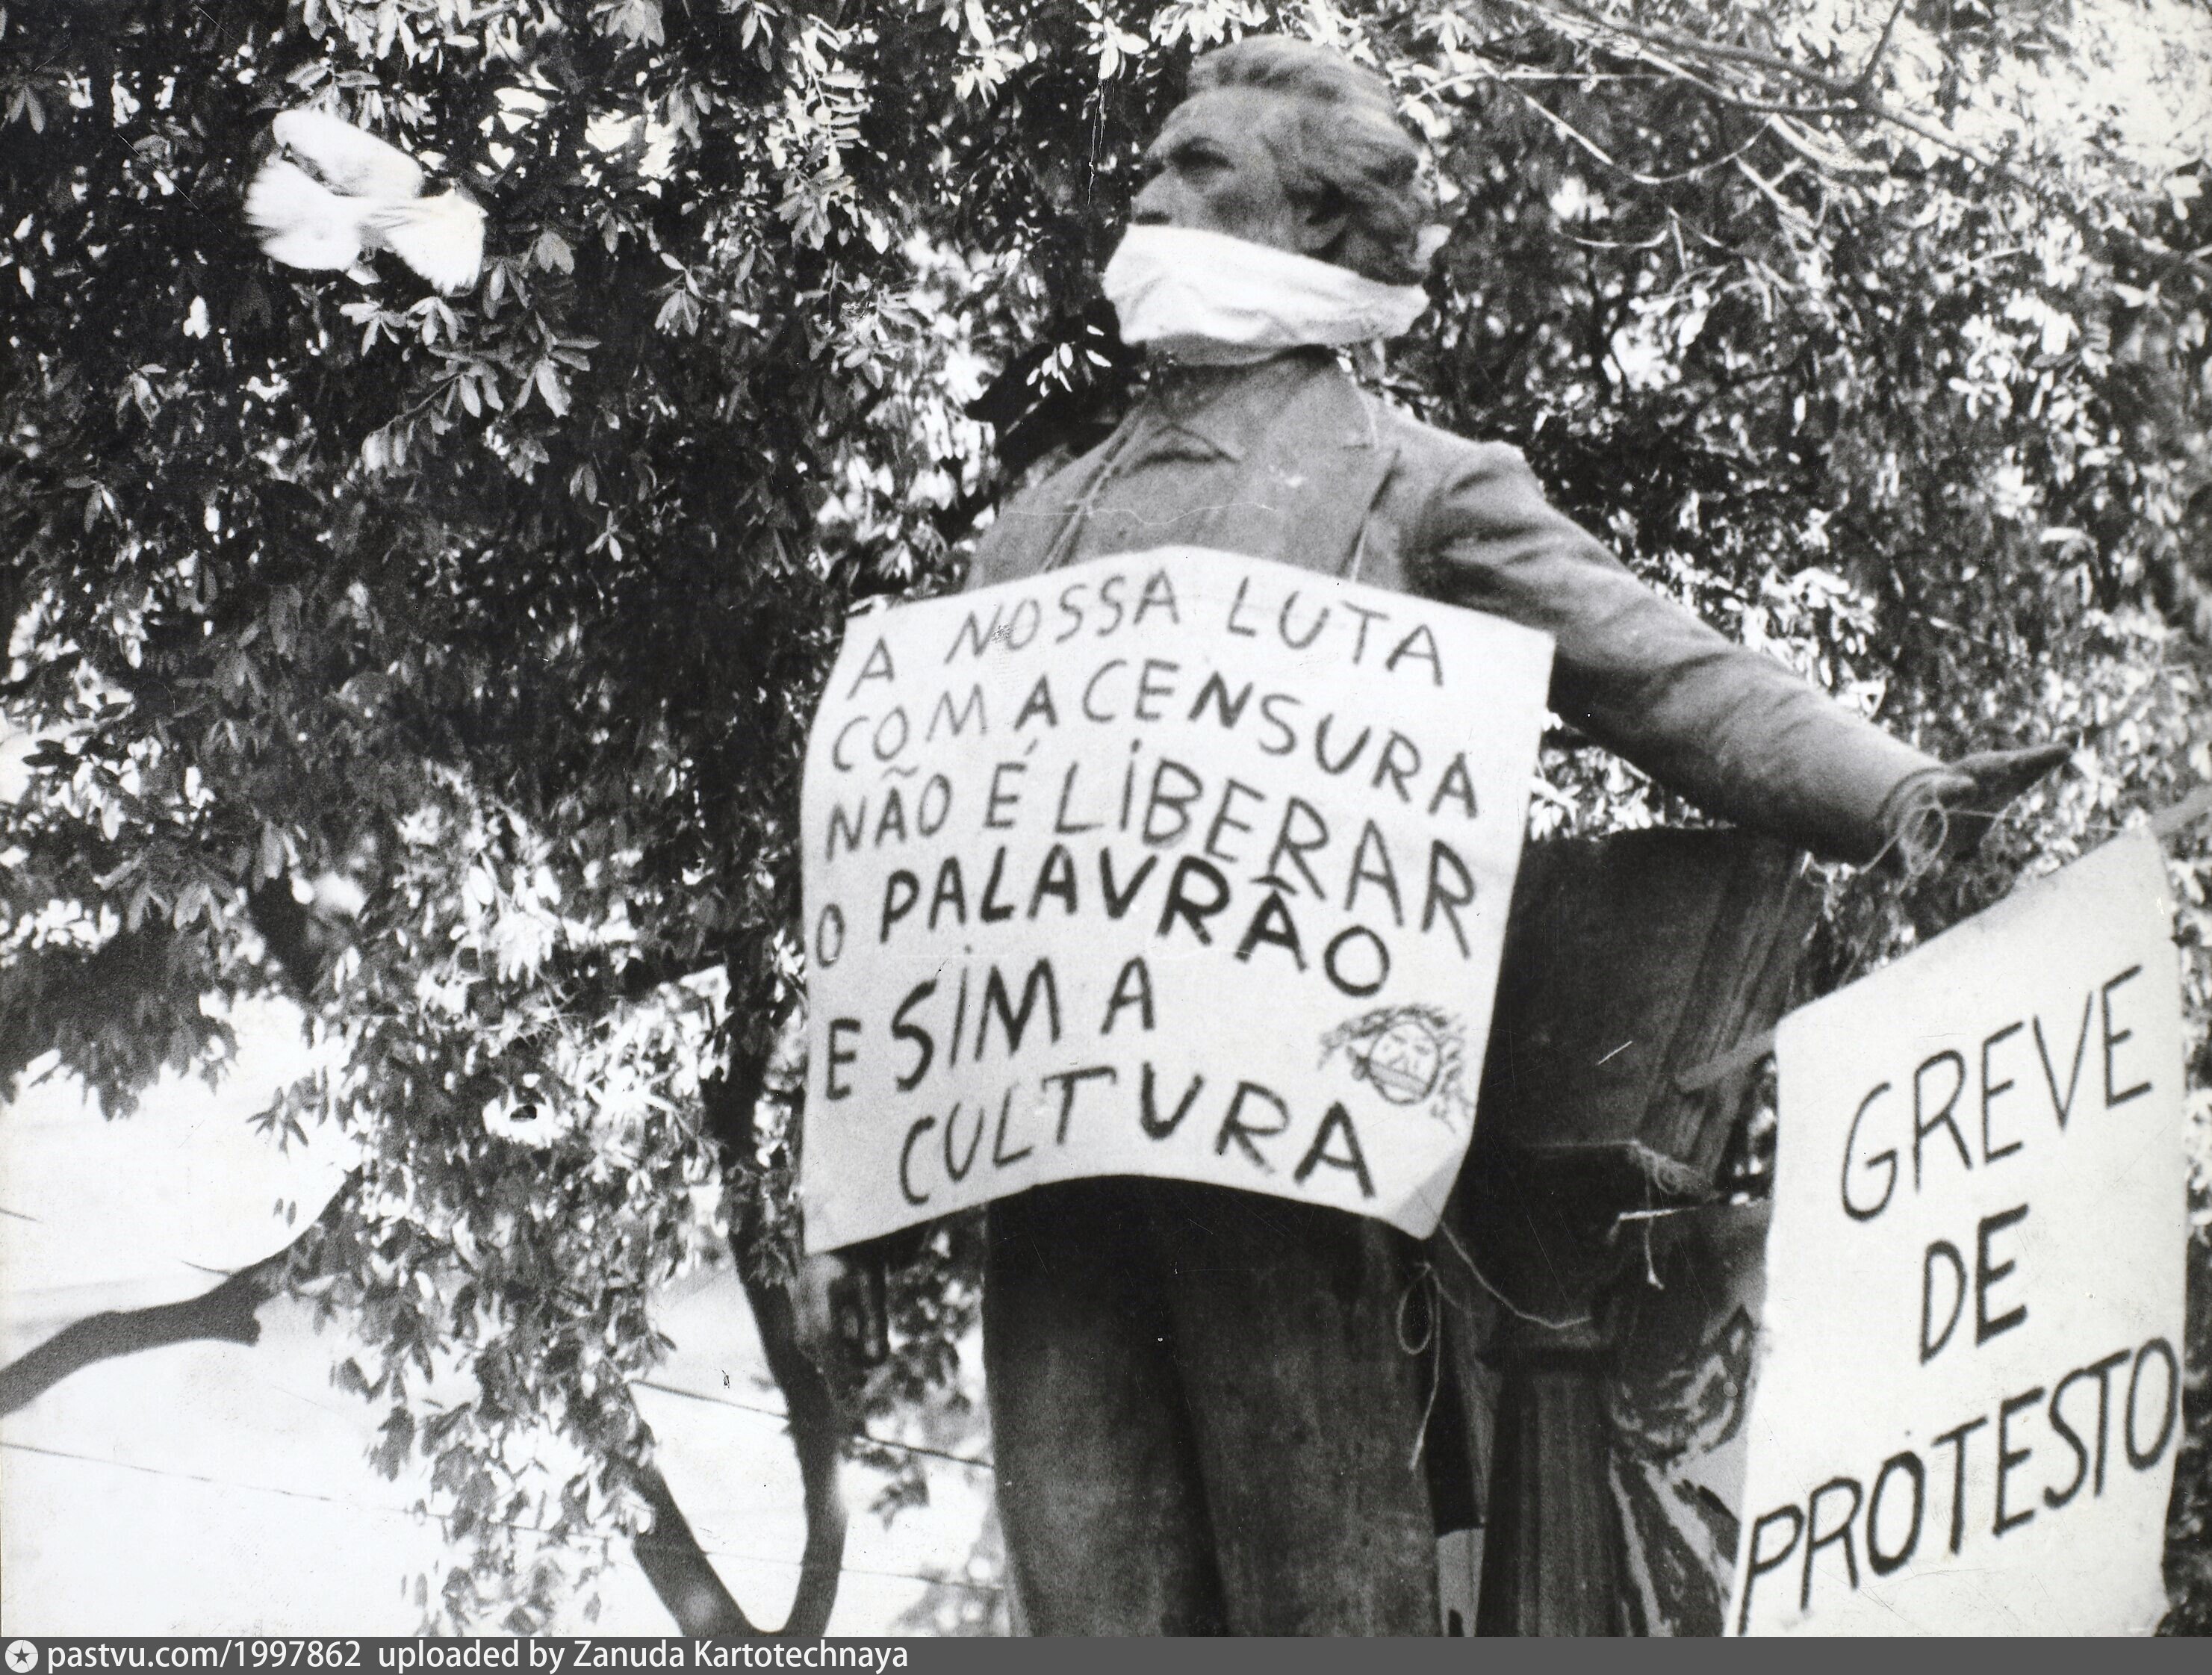 A NOSSA LUTA
COM A CENSURA
NÃO É LIBERAR
O PALAVRÃO
E SIM A
CULTURA
GREVE
DE
PROTESTO
pastvu.com/1997862 uploaded by Zanuda Kartotechnaya